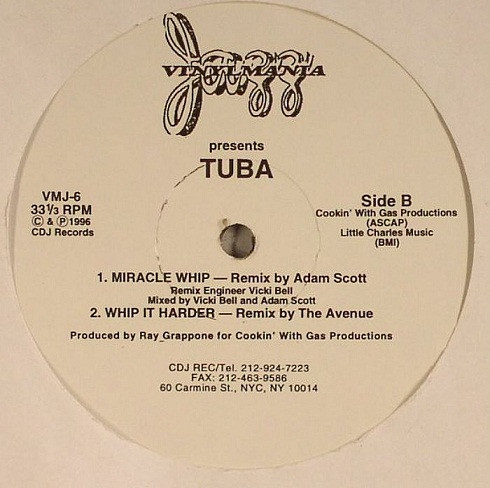 Jazz
VINYLMANIA
presents
TUBA
VMJ-6
33⅓ RPM
© & ℗ 1996
CDJ Records
Side B
Cookin' With Gas Productions
(ASCAP)
Little Charles Music
(BMI)
1. MIRACLE WHIP — Remix by Adam Scott
Remix Engineer Vicki Bell
Mixed by Vicki Bell and Adam Scott
2. WHIP IT HARDER — Remix by The Avenue
Produced by Ray Grappone for Cookin' With Gas Productions
CDJ REC/Tel. 212-924-7223
FAX: 212-463-9586
60 Carmine St., NYC, NY 10014